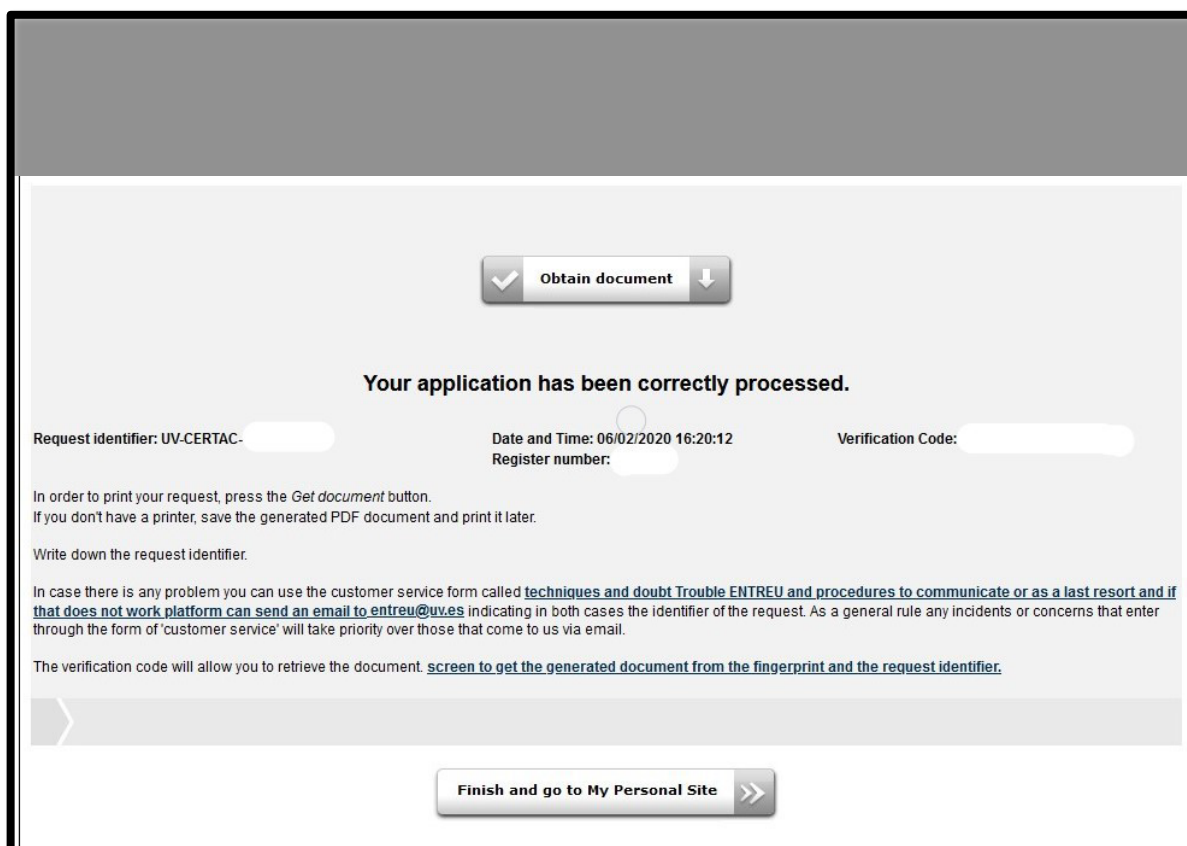 Obtain document
Your application has been correctly processed.
Request identifier: UV-CERTAC-
Date and Time: 06/02/2020 16:20:12
Verification Code:
Register number:
In order to print your request, press the Get document button.
If you don't have a printer, save the generated PDF document and print it later.
Write down the request identifier.
In case there is any problem you can use the customer service form called techniques and doubt Trouble ENTREU and procedures to communicate or as a last resort and if
that does not work platform can send an email to entreu@uv.es indicating in both cases the identifier of the request. As a general rule any incidents or concerns that enter
through the form of 'customer service' will take priority over those that come to us via email.
The verification code will allow you to retrieve the document. screen to get the generated document from the fingerprint and the request identifier.
Finish and go to My Personal Site